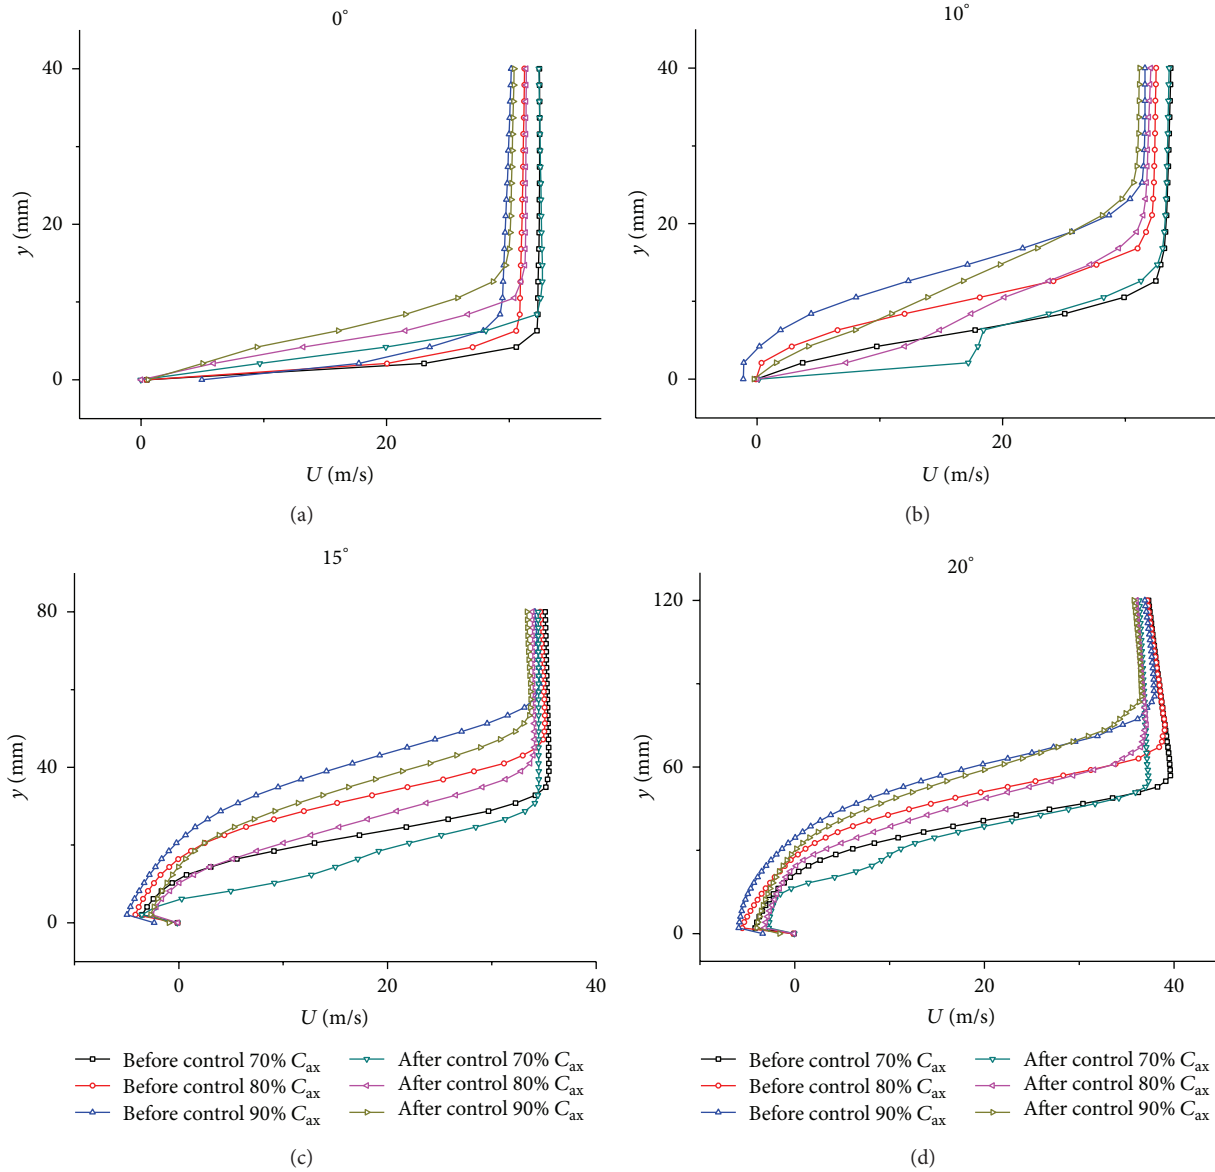 0°
40
20
0
y (mm)
0
20
U (m/s)
(a)
10°
40
20
0
y (mm)
0
20
U (m/s)
(b)
15°
80
40
0
y (mm)
0
20
40
U (m/s)
Before control 70% Cax
Before control 80% Cax
Before control 90% Cax
After control 70% Cax
After control 80% Cax
After control 90% Cax
(c)
20°
120
60
0
y (mm)
0
20
40
U (m/s)
Before control 70% Cax
Before control 80% Cax
Before control 90% Cax
After control 70% Cax
After control 80% Cax
After control 90% Cax
(d)